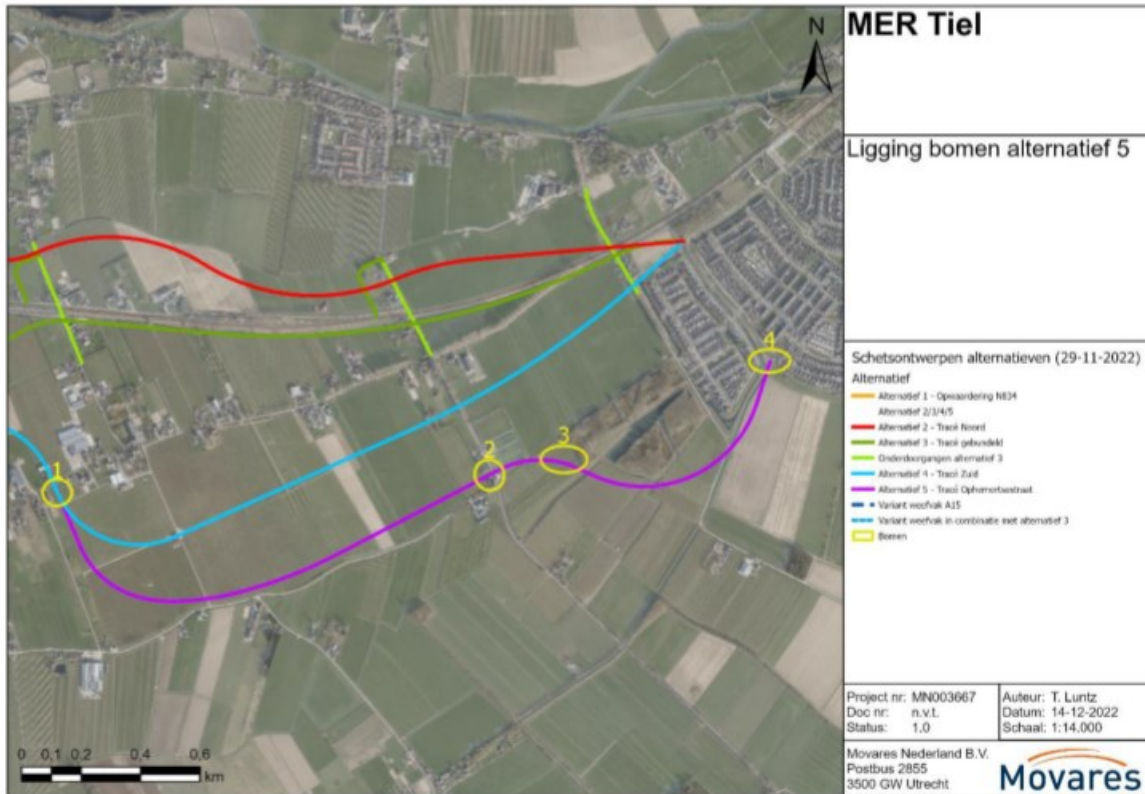 MER Tiel
N
Ligging bomen alternatief 5
1
2
3
4
Schetsontwerpen alternatieven (29-11-2022)
Alternatief
Alternatief 1 - Opwaardering N834
Alternatief 2/3/4/5
Alternatief 2 - Tracé Noord
Alternatief 3 - Tracé gebundeld
Onderdoorgangen alternatief 3
Alternatief 4 - Tracé Zuid
Alternatief 5 - Tracé Ophemertsestraat
Variant weefvak A15
Variant weefvak in combinatie met alternatief 3
Bomen
0 0,1 0,2 0,4 0,6
km
Project nr: MN003667
Doc nr: n.v.t.
Status: 1,0
Auteur: T. Luntz
Datum: 14-12-2022
Schaal: 1:14.000
Movares Nederland B.V.
Postbus 2855
3500 GW Utrecht
Movares